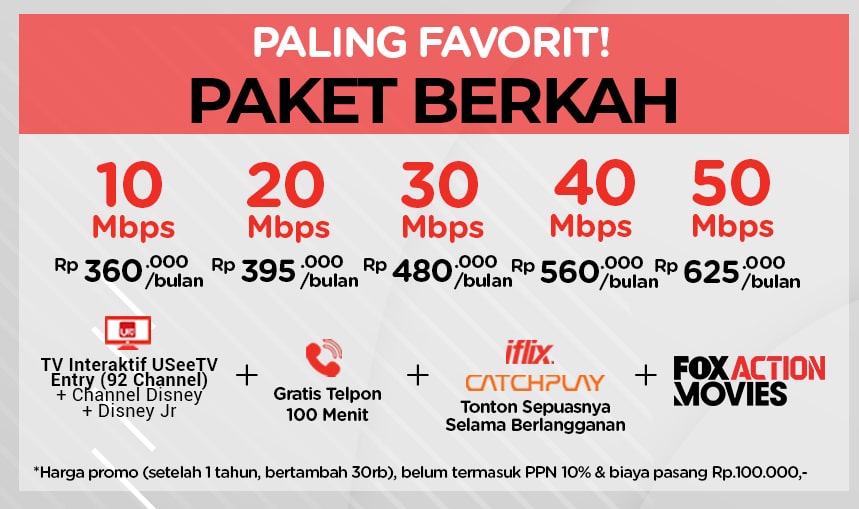 PALING FAVORIT!
PAKET BERKAH
10 Mbps
Rp 360.000/bulan
20 Mbps
Rp 395.000/bulan
30 Mbps
Rp 480.000/bulan
40 Mbps
Rp 560.000/bulan
50 Mbps
Rp 625.000/bulan
TV Interaktif USeeTV
Entry (92 Channel)
+ Channel Disney
+ Disney Jr
+
Gratis Telpon
100 Menit
+
iflix.
CATCHPLAY
Tonton Sepuasnya
Selama Berlangganan
+
FOX ACTION
MOVIES
*Harga promo (setelah 1 tahun, bertambah 30rb), belum termasuk PPN 10% & biaya pasang Rp.100.000,-